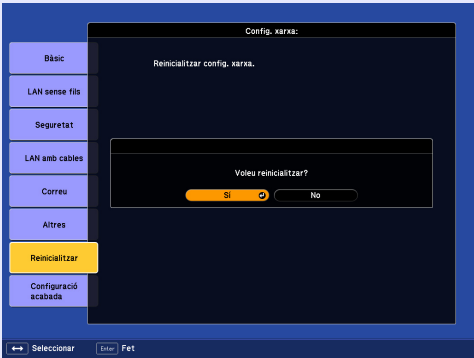 Config. xarxa:
Bàsic
Reinicialitzar config. xarxa.
LAN sense fils
Seguretat
LAN amb cables
Voleu reinicialitzar?
Sí
No
Correu
Altres
Reinicialitzar
Configuració
acabada
Seleccionar
Enter Fet